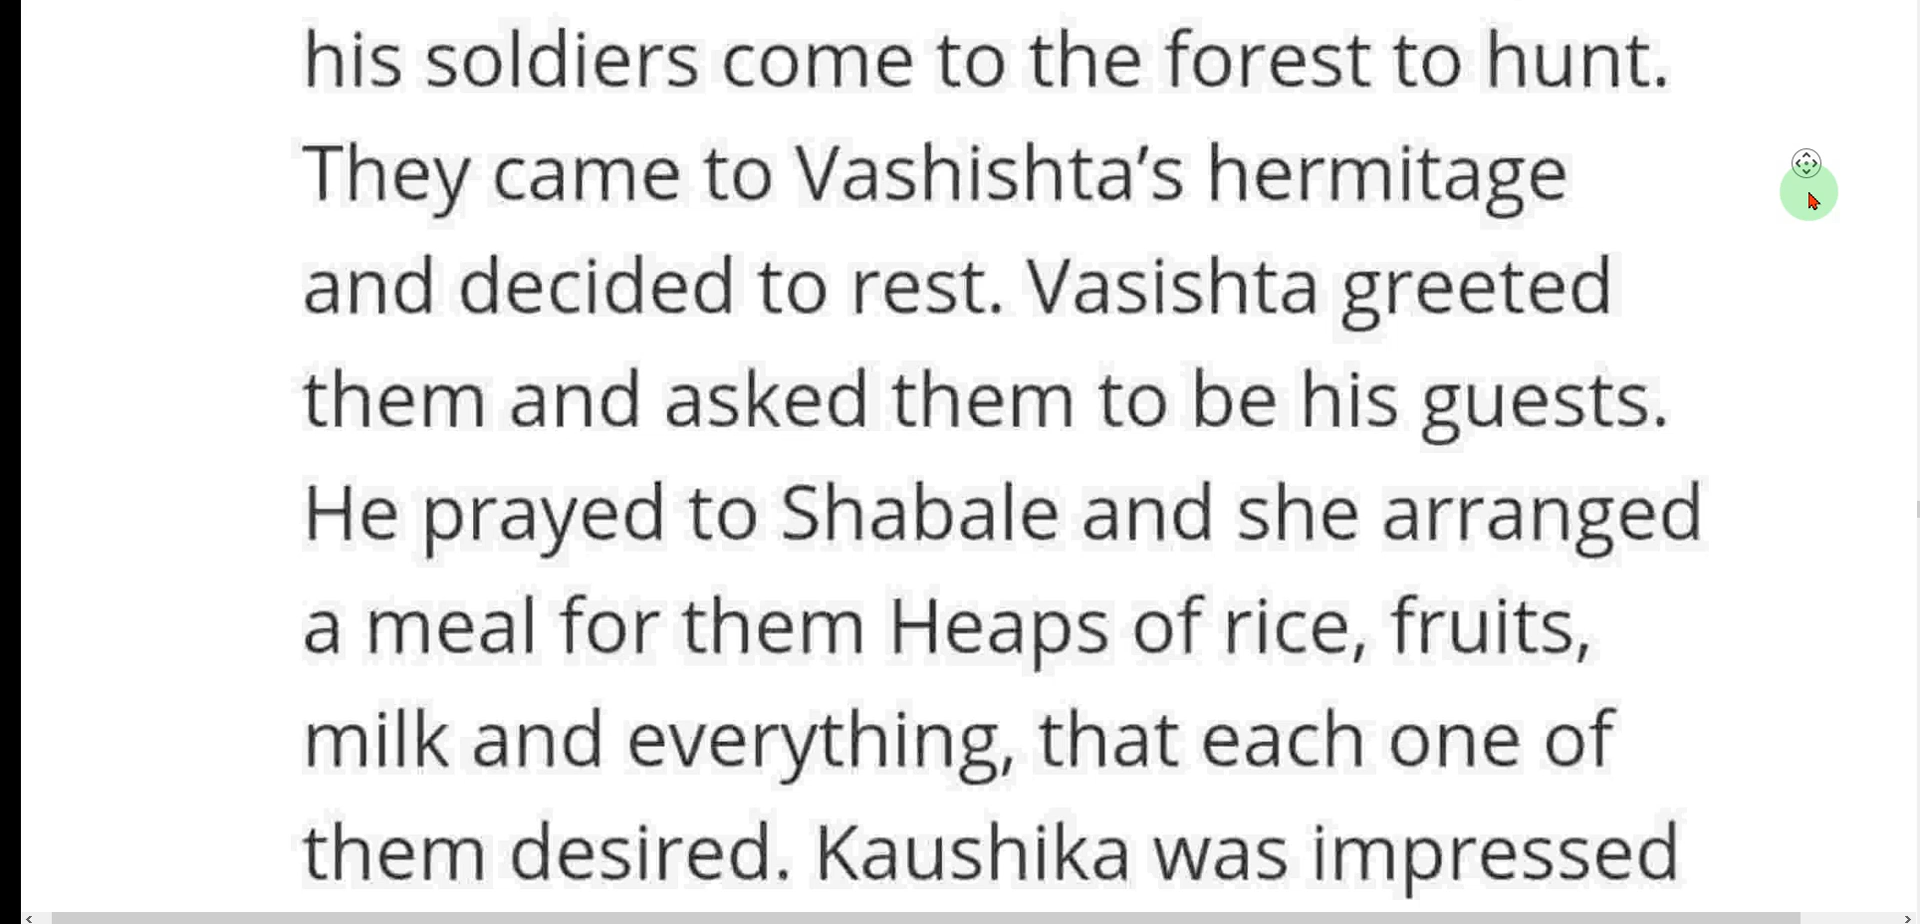 his soldiers come to the forest to hunt.
They came to Vashishta’s hermitage
and decided to rest. Vasishta greeted
them and asked them to be his guests.
He prayed to Shabale and she arranged
a meal for them Heaps of rice, fruits,
milk and everything, that each one of
them desired. Kaushika was impressed